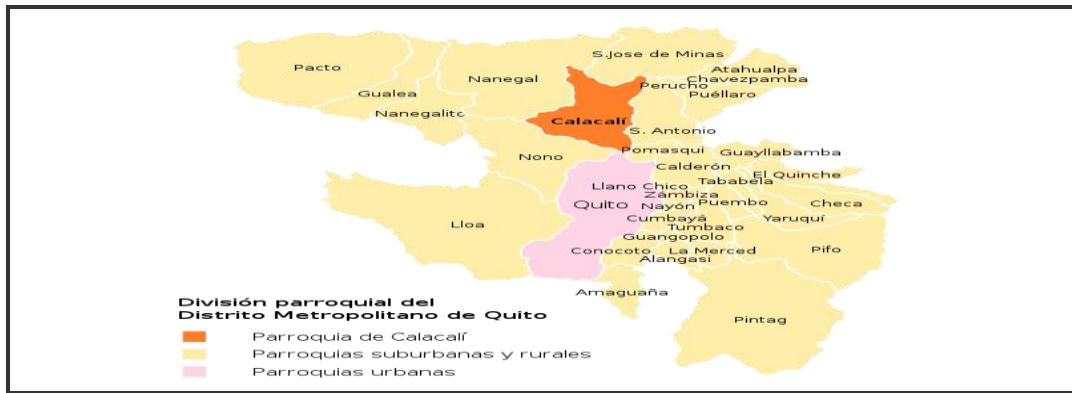 S.Jose de Minas
Pacto
Nanegal
Atahualpa
Chavezpamba
Perucho
Puéllaro
Gualea
Nanegalito
Calacalí
S. Antonio
Pomasqui
Guayllabamba
Nono
Calderón
El Quinche
Tababela
Llano Chico
Zámbiza
Quito
Nayón
Puembo
Checa
Cumbayá
Yaruquí
Lloa
Tumbaco
Guangopolo
Conocoto
La Merced
Pifo
Alangasi
Amaguaña
Pintag
División parroquial del
Distrito Metropolitano de Quito
Parroquia de Calacalí
Parroquias suburbanas y rurales
Parroquias urbanas